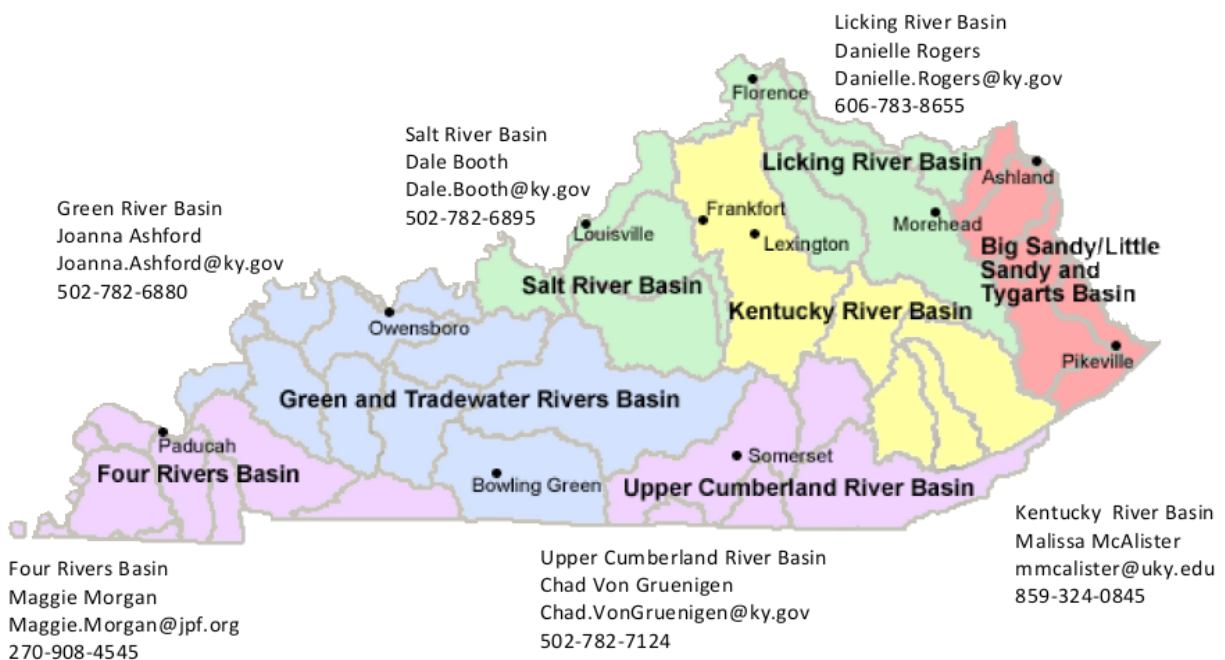 Licking River Basin
Danielle Rogers
Danielle.Rogers@ky.gov
606-783-8655
Salt River Basin
Dale Booth
Dale.Booth@ky.gov
502-782-6895
Green River Basin
Joanna Ashford
Joanna.Ashford@ky.gov
502-782-6880
Florence
Licking River Basin
Ashland
Frankfort
Morehead
Louisville
Lexington
Big Sandy/Little
Sandy and
Tygarts Basin
Salt River Basin
Kentucky River Basin
Owensboro
Pikeville
Green and Tradewater Rivers Basin
Paducah
Somerset
Four Rivers Basin
Bowling Green
Upper Cumberland River Basin
Kentucky River Basin
Malissa McAlister
mmcalister@uky.edu
859-324-0845
Upper Cumberland River Basin
Chad Von Gruenigen
Chad.VonGruenigen@ky.gov
502-782-7124
Four Rivers Basin
Maggie Morgan
Maggie.Morgan@jpf.org
270-908-4545